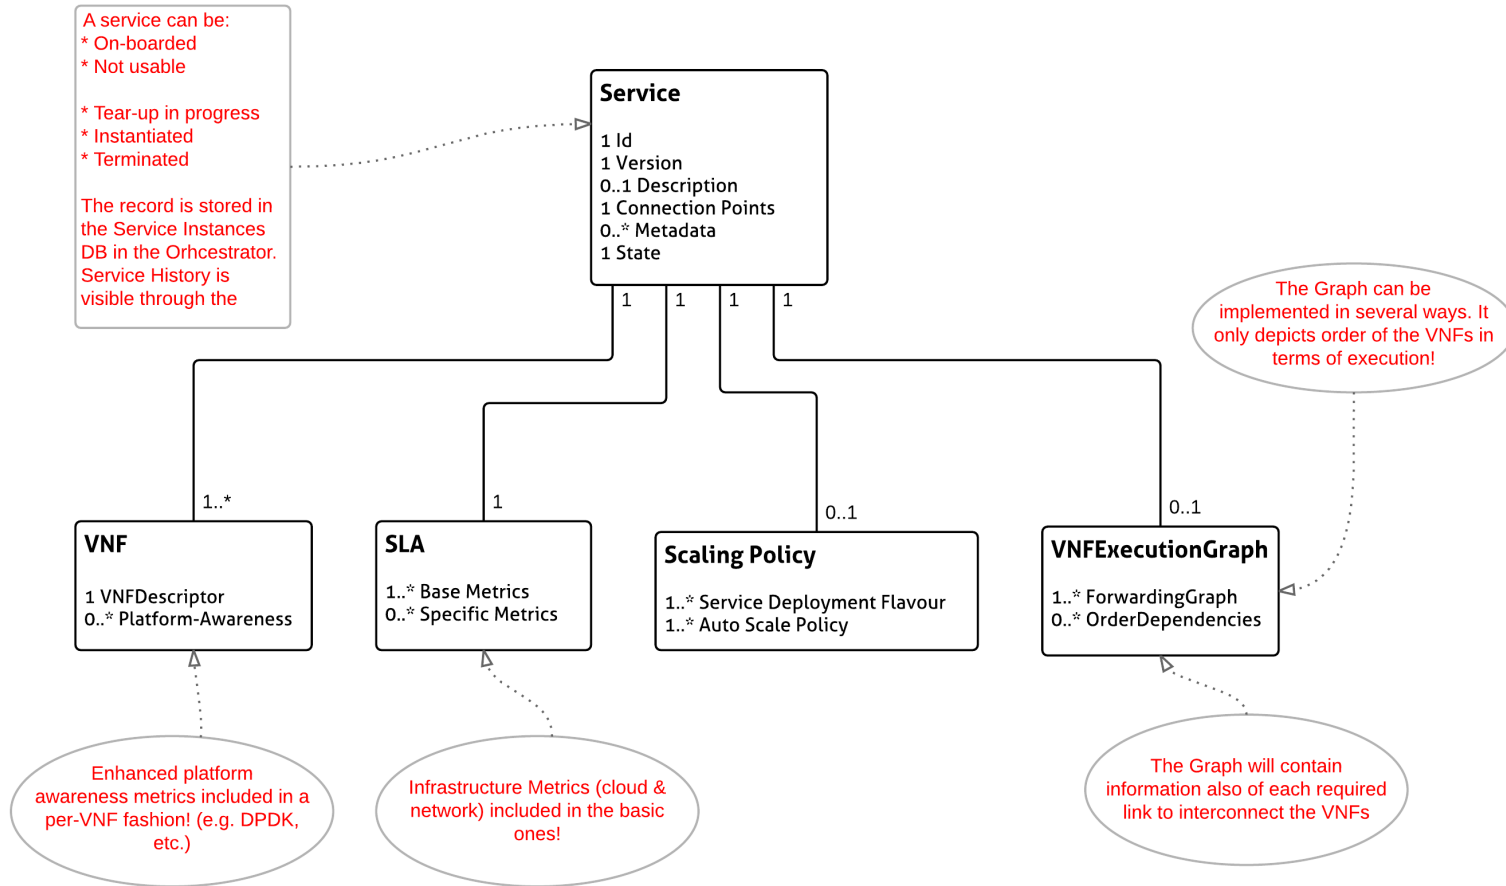 A service can be:
* On-boarded
* Not usable
* Tear-up in progress
* Instantiated
* Terminated
The record is stored in
the Service Instances
DB in the Orhcestrator.
Service History is
visible through the
Service
1 Id
1 Version
0..1 Description
1 Connection Points
0..* Metadata
1 State
1
1
1
1
The Graph can be
implemented in several ways. It
only depicts order of the VNFs in
terms of execution!
1..*
1
0..1
0..1
VNF
1 VNFDescriptor
0..* Platform-Awareness
SLA
1..* Base Metrics
0..* Specific Metrics
Scaling Policy
1..* Service Deployment Flavour
1..* Auto Scale Policy
VNFExecutionGraph
1..* ForwardingGraph
0..* OrderDependencies
Enhanced platform
awareness metrics included in a
per-VNF fashion! (e.g. DPDK,
etc.)
Infrastructure Metrics (cloud &
network) included in the basic
ones!
The Graph will contain
information also of each required
link to interconnect the VNFs